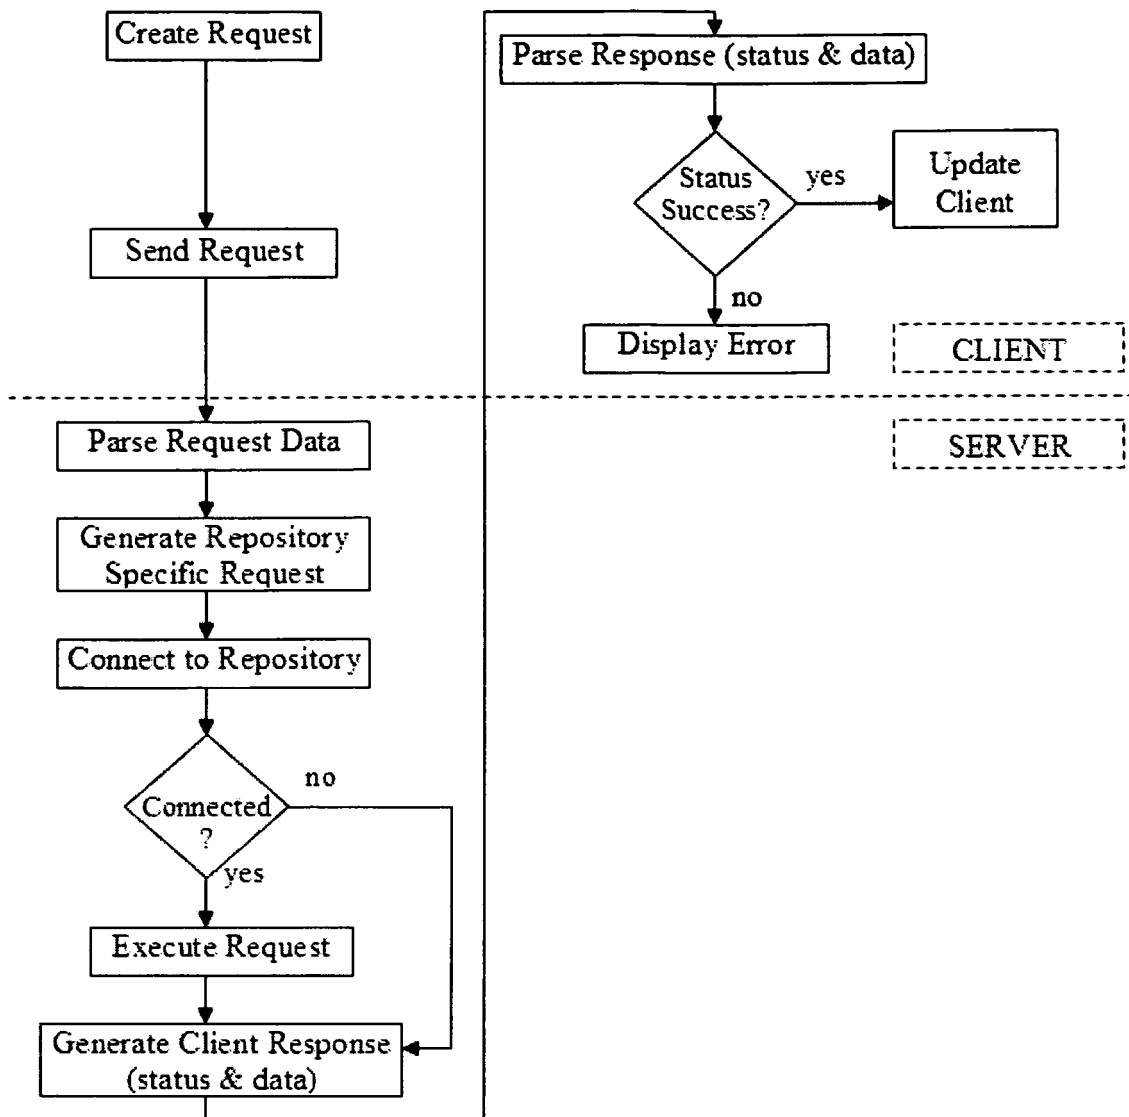 Create Request
Send Request
Parse Request Data
Generate Repository
Specific Request
Connect to Repository
Connected
?
no
yes
Execute Request
Generate Client Response
(status & data)
Parse Response (status & data)
Status
Success?
yes
Update
Client
no
Display Error
CLIENT
SERVER